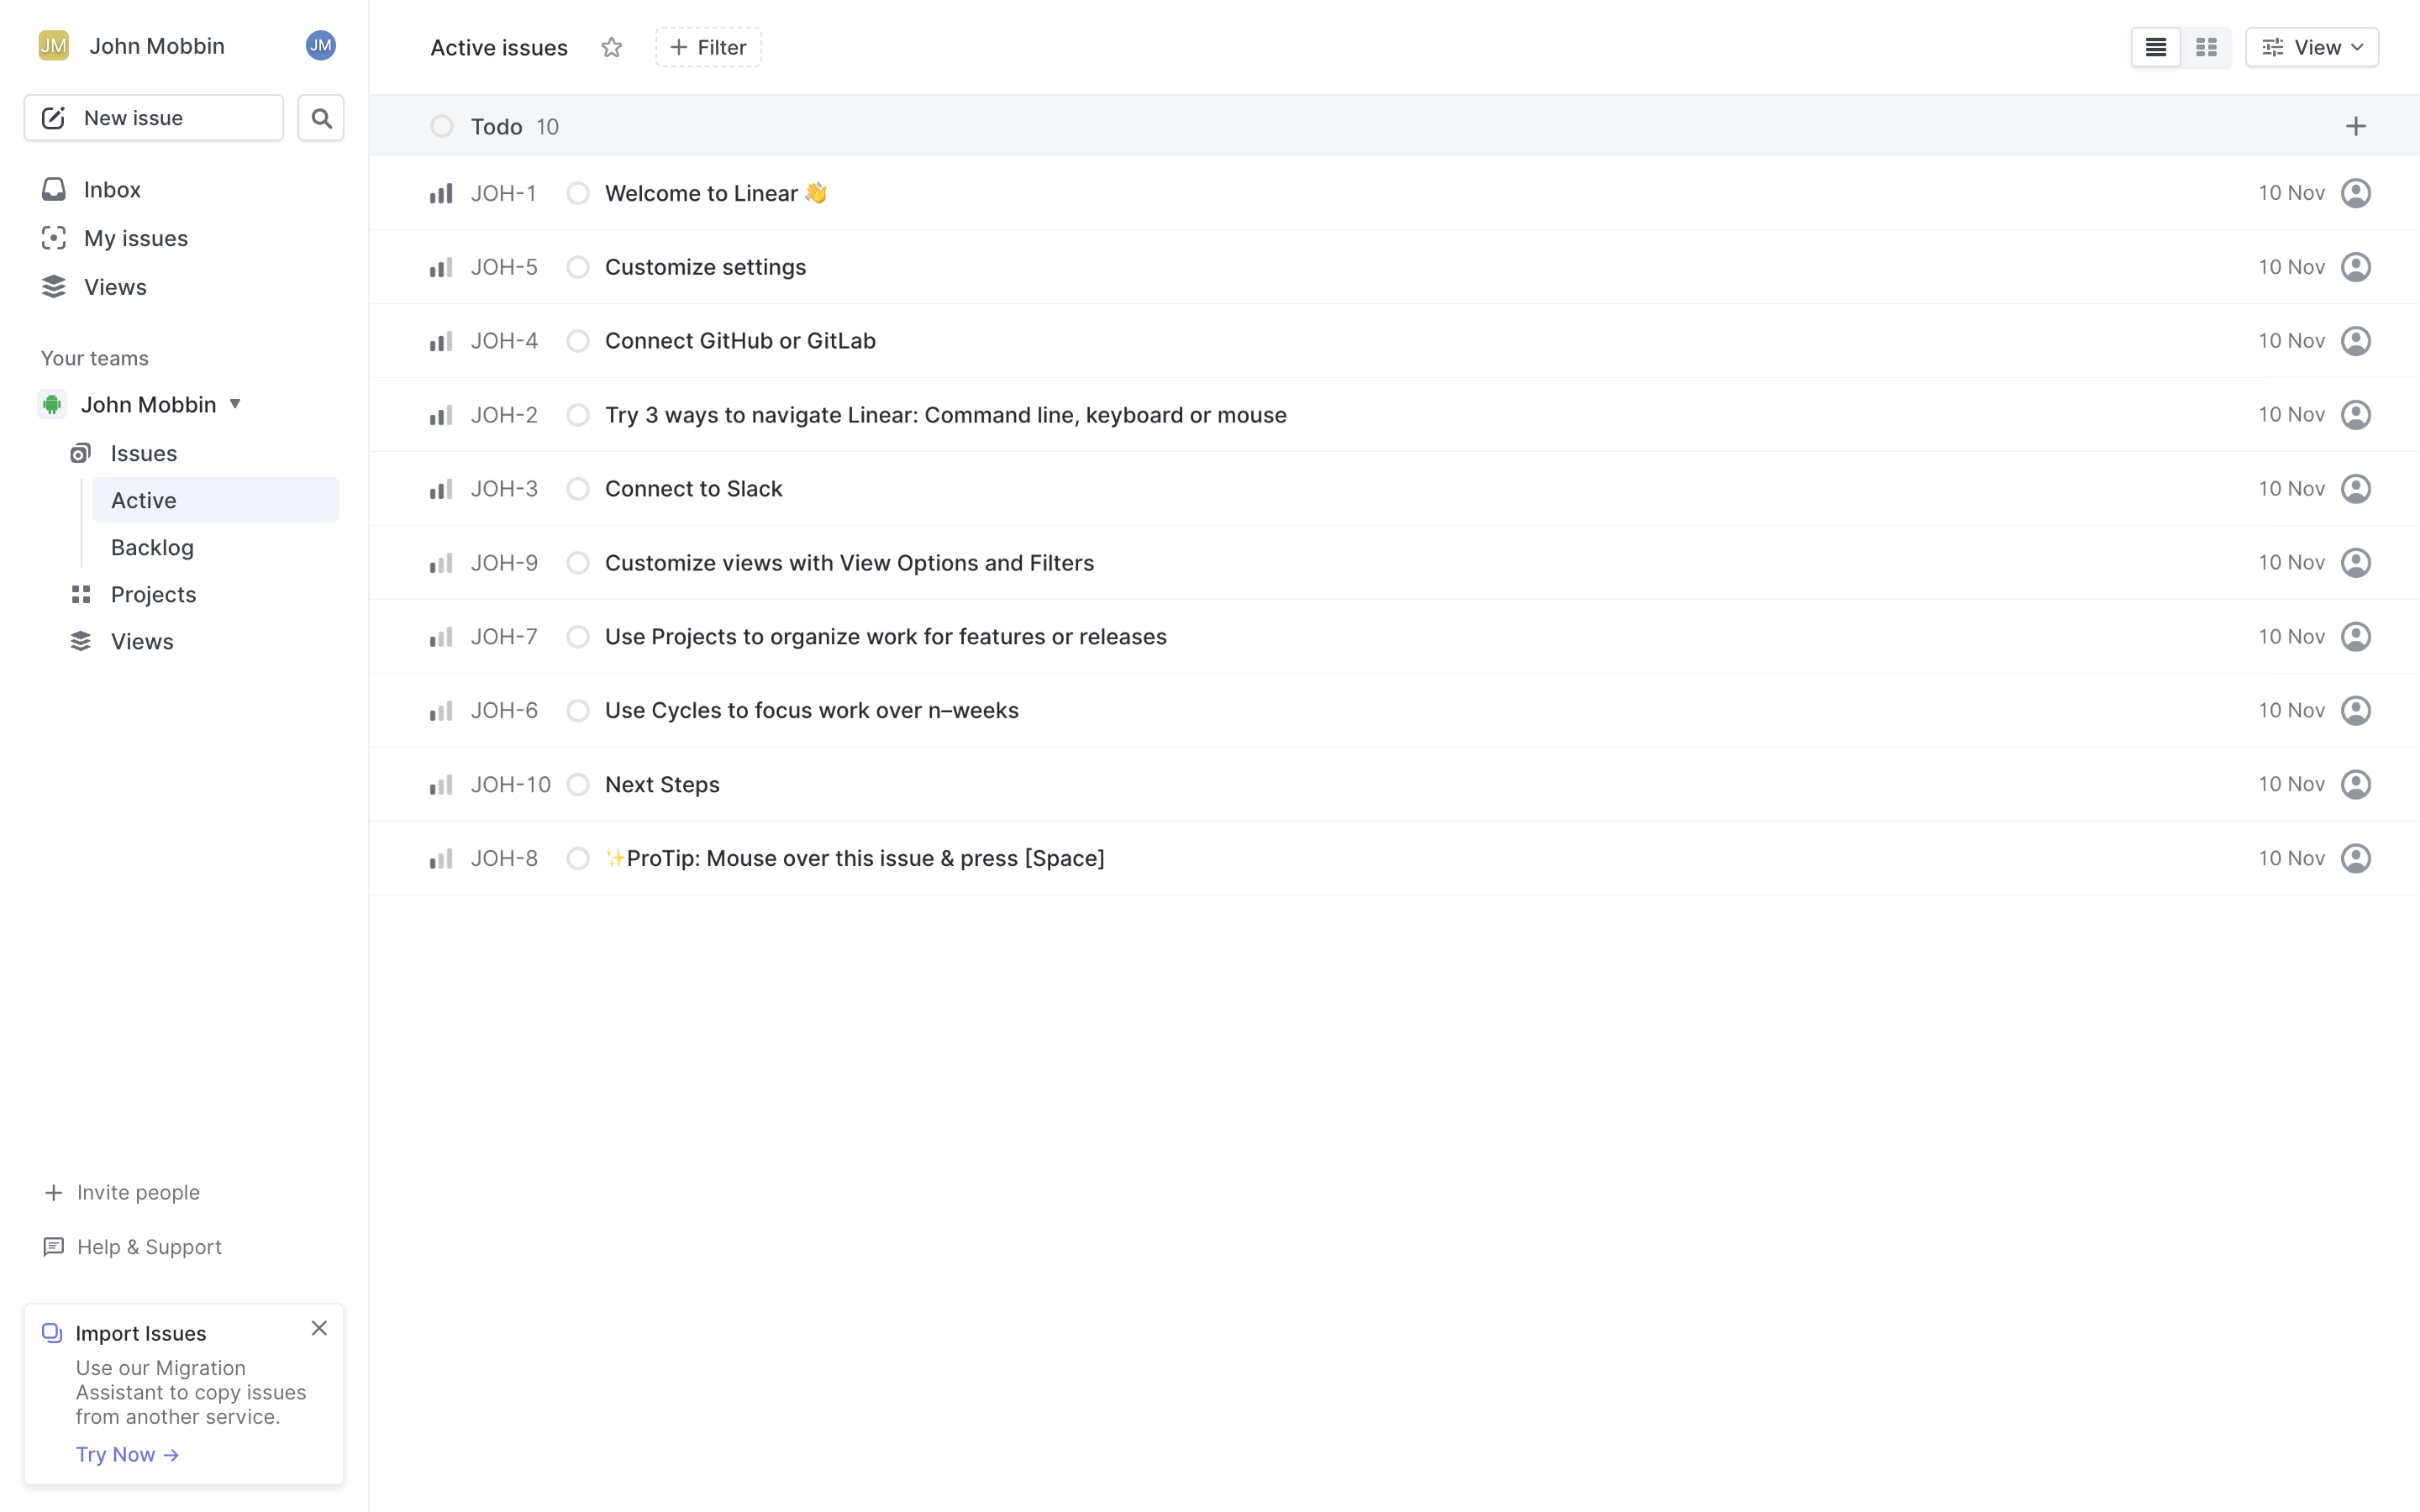 JM John Mobbin JM
New issue
Inbox
My issues
Views
Your teams
John Mobbin
Issues
Active
Backlog
Projects
Views
Invite people
Help & Support
Import Issues
Use our Migration
Assistant to copy issues
from another service.
Try Now →
Active issues + Filter View
Todo 10
JOH-1 Welcome to Linear 👋 10 Nov
JOH-5 Customize settings 10 Nov
JOH-4 Connect GitHub or GitLab 10 Nov
JOH-2 Try 3 ways to navigate Linear: Command line, keyboard or mouse 10 Nov
JOH-3 Connect to Slack 10 Nov
JOH-9 Customize views with View Options and Filters 10 Nov
JOH-7 Use Projects to organize work for features or releases 10 Nov
JOH-6 Use Cycles to focus work over n–weeks 10 Nov
JOH-10 Next Steps 10 Nov
JOH-8 ✨ProTip: Mouse over this issue & press [Space] 10 Nov